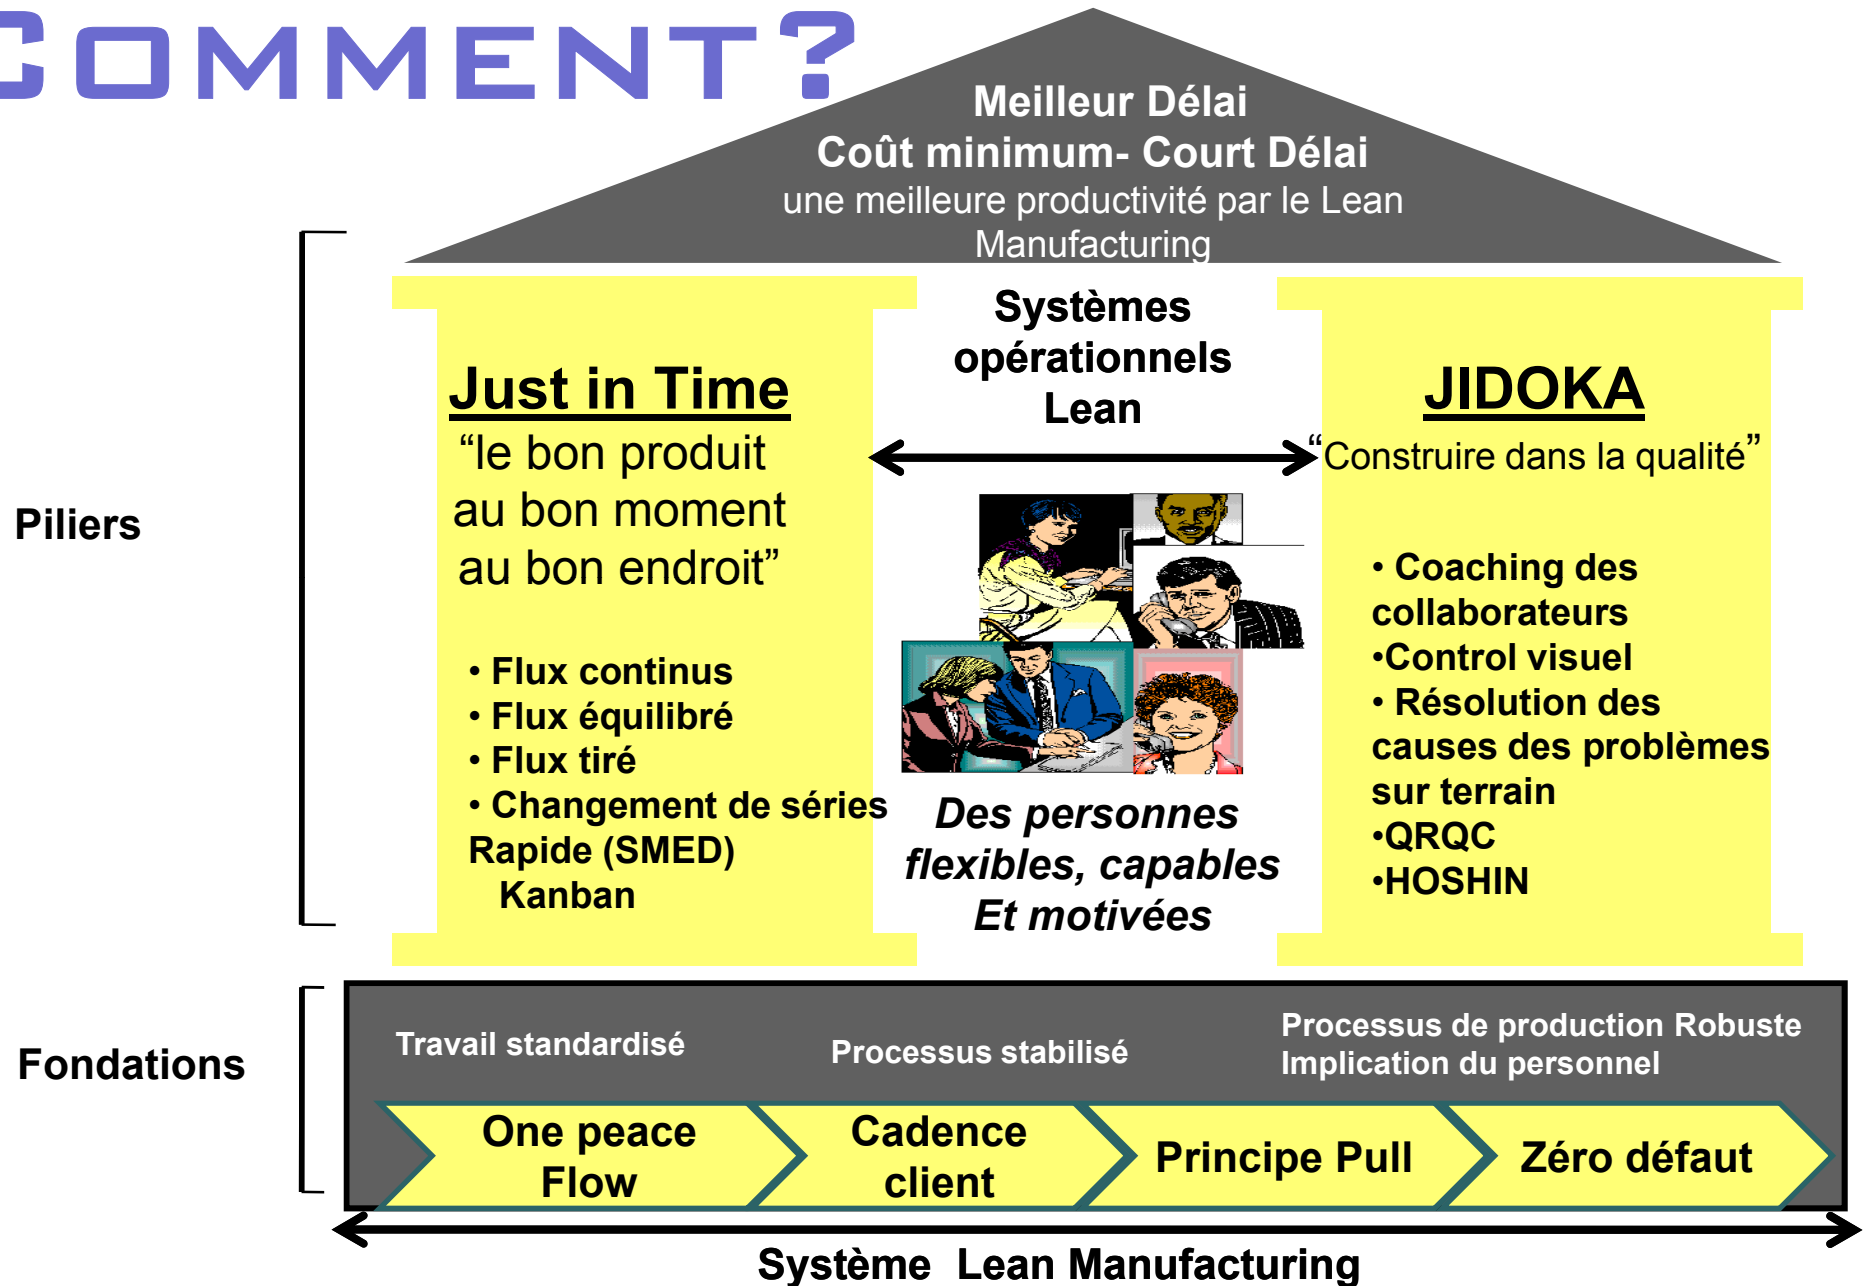 COMMENT?
Meilleur Délai
Coût minimum- Court Délai
une meilleure productivité par le Lean
Manufacturing
Piliers
Just in Time
“le bon produit
au bon moment
au bon endroit”
• Flux continus
• Flux équilibré
• Flux tiré
• Changement de séries
Rapide (SMED)
Kanban
Systèmes
opérationnels
Lean
Des personnes
flexibles, capables
Et motivées
JIDOKA
“Construire dans la qualité”
• Coaching des
collaborateurs
•Control visuel
• Résolution des
causes des problèmes
sur terrain
•QRQC
•HOSHIN
Fondations
Travail standardisé
Processus stabilisé
Processus de production Robuste
Implication du personnel
One peace
Flow
Cadence
client
Principe Pull
Zéro défaut
Système Lean Manufacturing